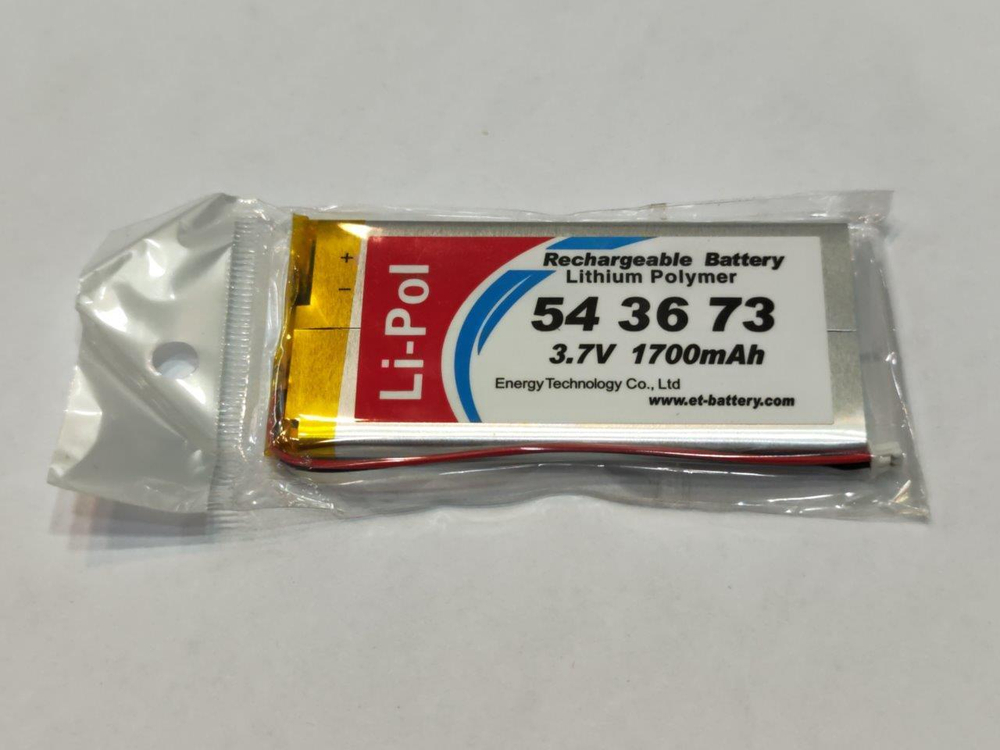 +
-
Li-Pol
Rechargeable Battery
Lithium Polymer
54 36 73
3.7V 1700mAh
Energy Technology Co., Ltd
www.et-battery.com